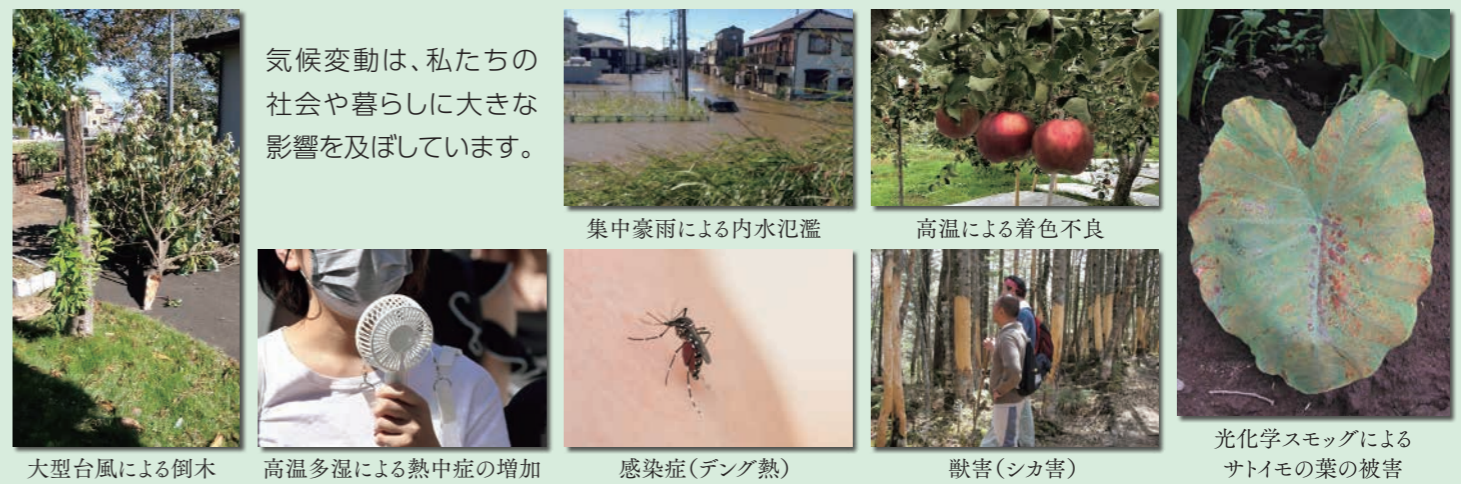 気候変動は、私たちの
社会や暮らしに大きな
影響を及ぼしています。
集中豪雨による内水氾濫
高温による着色不良
大型台風による倒木
高温多湿による熱中症の増加
感染症（デング熱）
獣害（シカ害）
光化学スモッグによる
サトイモの葉の被害